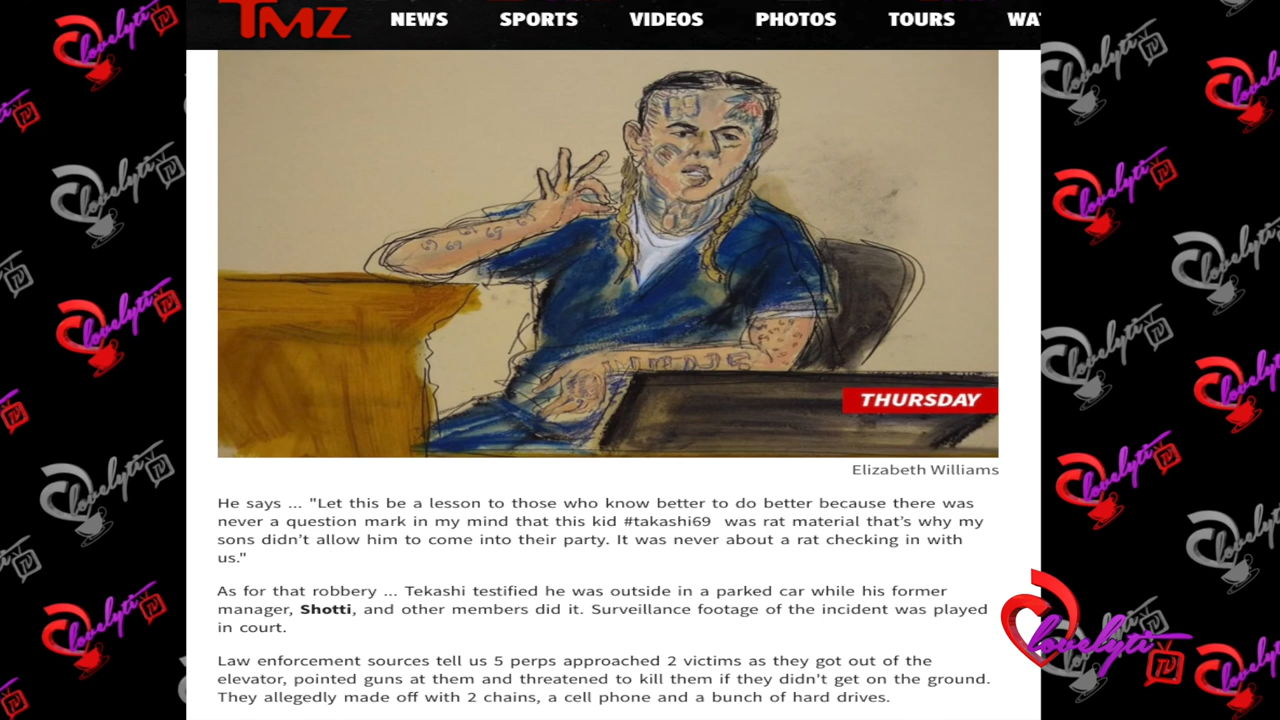 TMZ
NEWS SPORTS VIDEOS PHOTOS TOURS WAT
69
69 69 69
THURSDAY
Elizabeth Williams
He says ... "Let this be a lesson to those who know better to do better because there was
never a question mark in my mind that this kid #takashi69 was rat material that’s why my
sons didn’t allow him to come into their party. It was never about a rat checking in with
us."
As for that robbery ... Tekashi testified he was outside in a parked car while his former
manager, Shotti, and other members did it. Surveillance footage of the incident was played
in court.
Law enforcement sources tell us 5 perps approached 2 victims as they got out of the
elevator, pointed guns at them and threatened to kill them if they didn't get on the ground.
They allegedly made off with 2 chains, a cell phone and a bunch of hard drives.
lovelyti TV